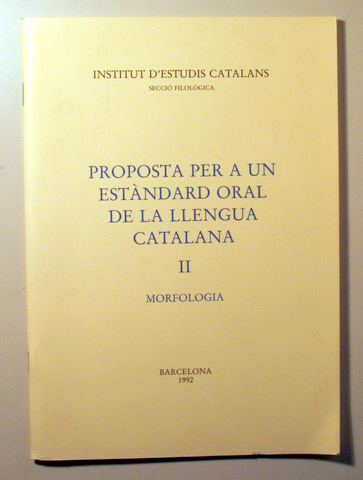 INSTITUT D'ESTUDIS CATALANS
SECCIÓ FILOLÒGICA
PROPOSTA PER A UN
ESTÀNDARD ORAL
DE LA LLENGUA
CATALANA
II
MORFOLOGIA
BARCELONA
1992